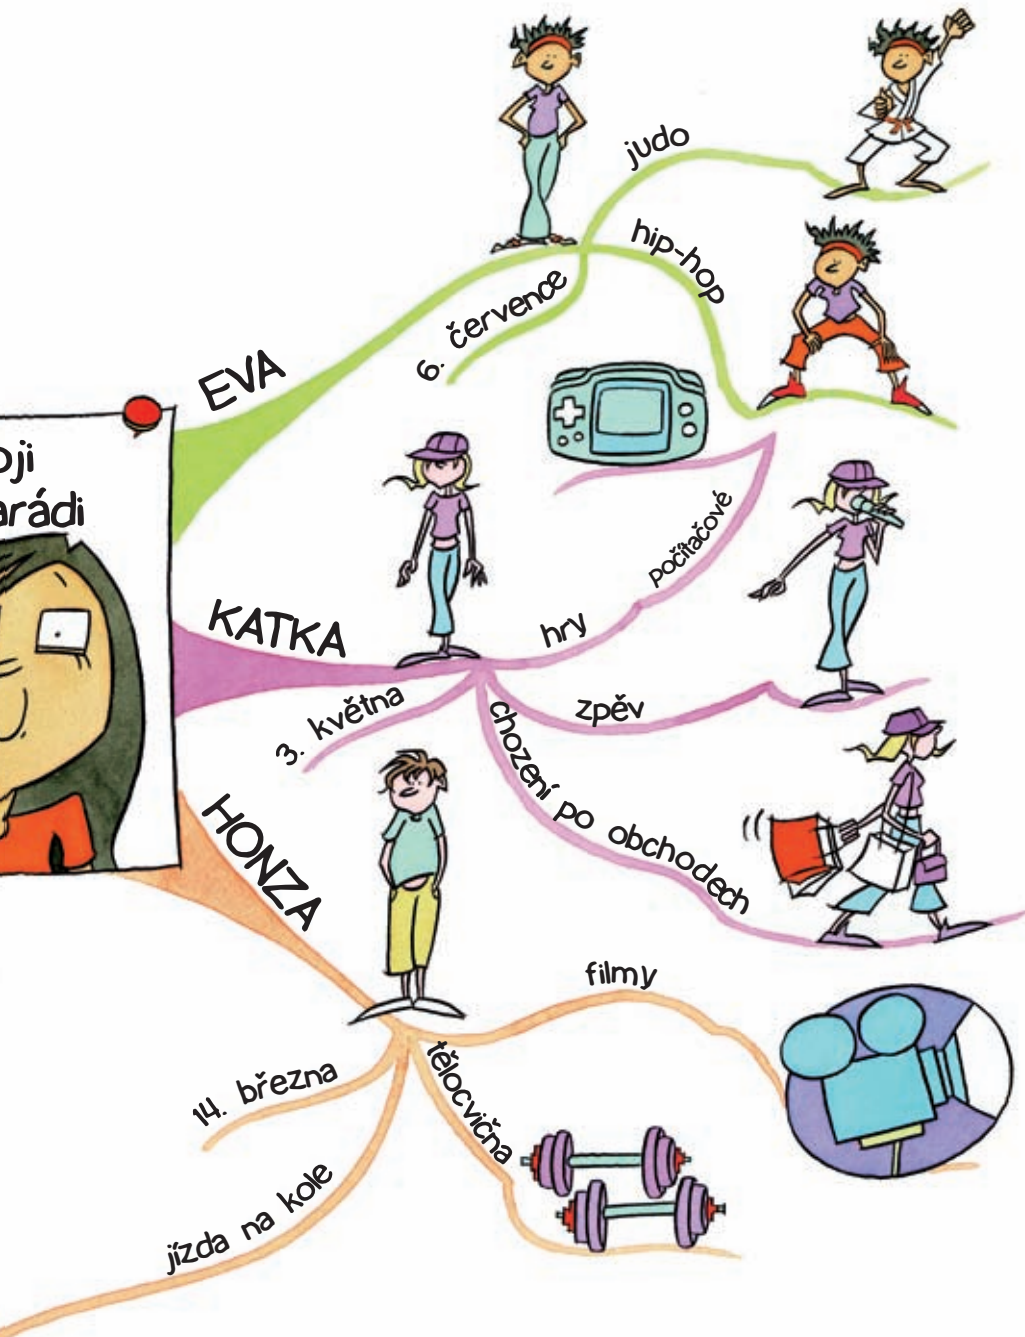 judo
hip-hop
6. července
EVA
oji
arádi
počítačové
KATKA
hry
3. května
zpěv
chození po obchodech
HONZA
filmy
14. března
tělocvična
jízda na kole